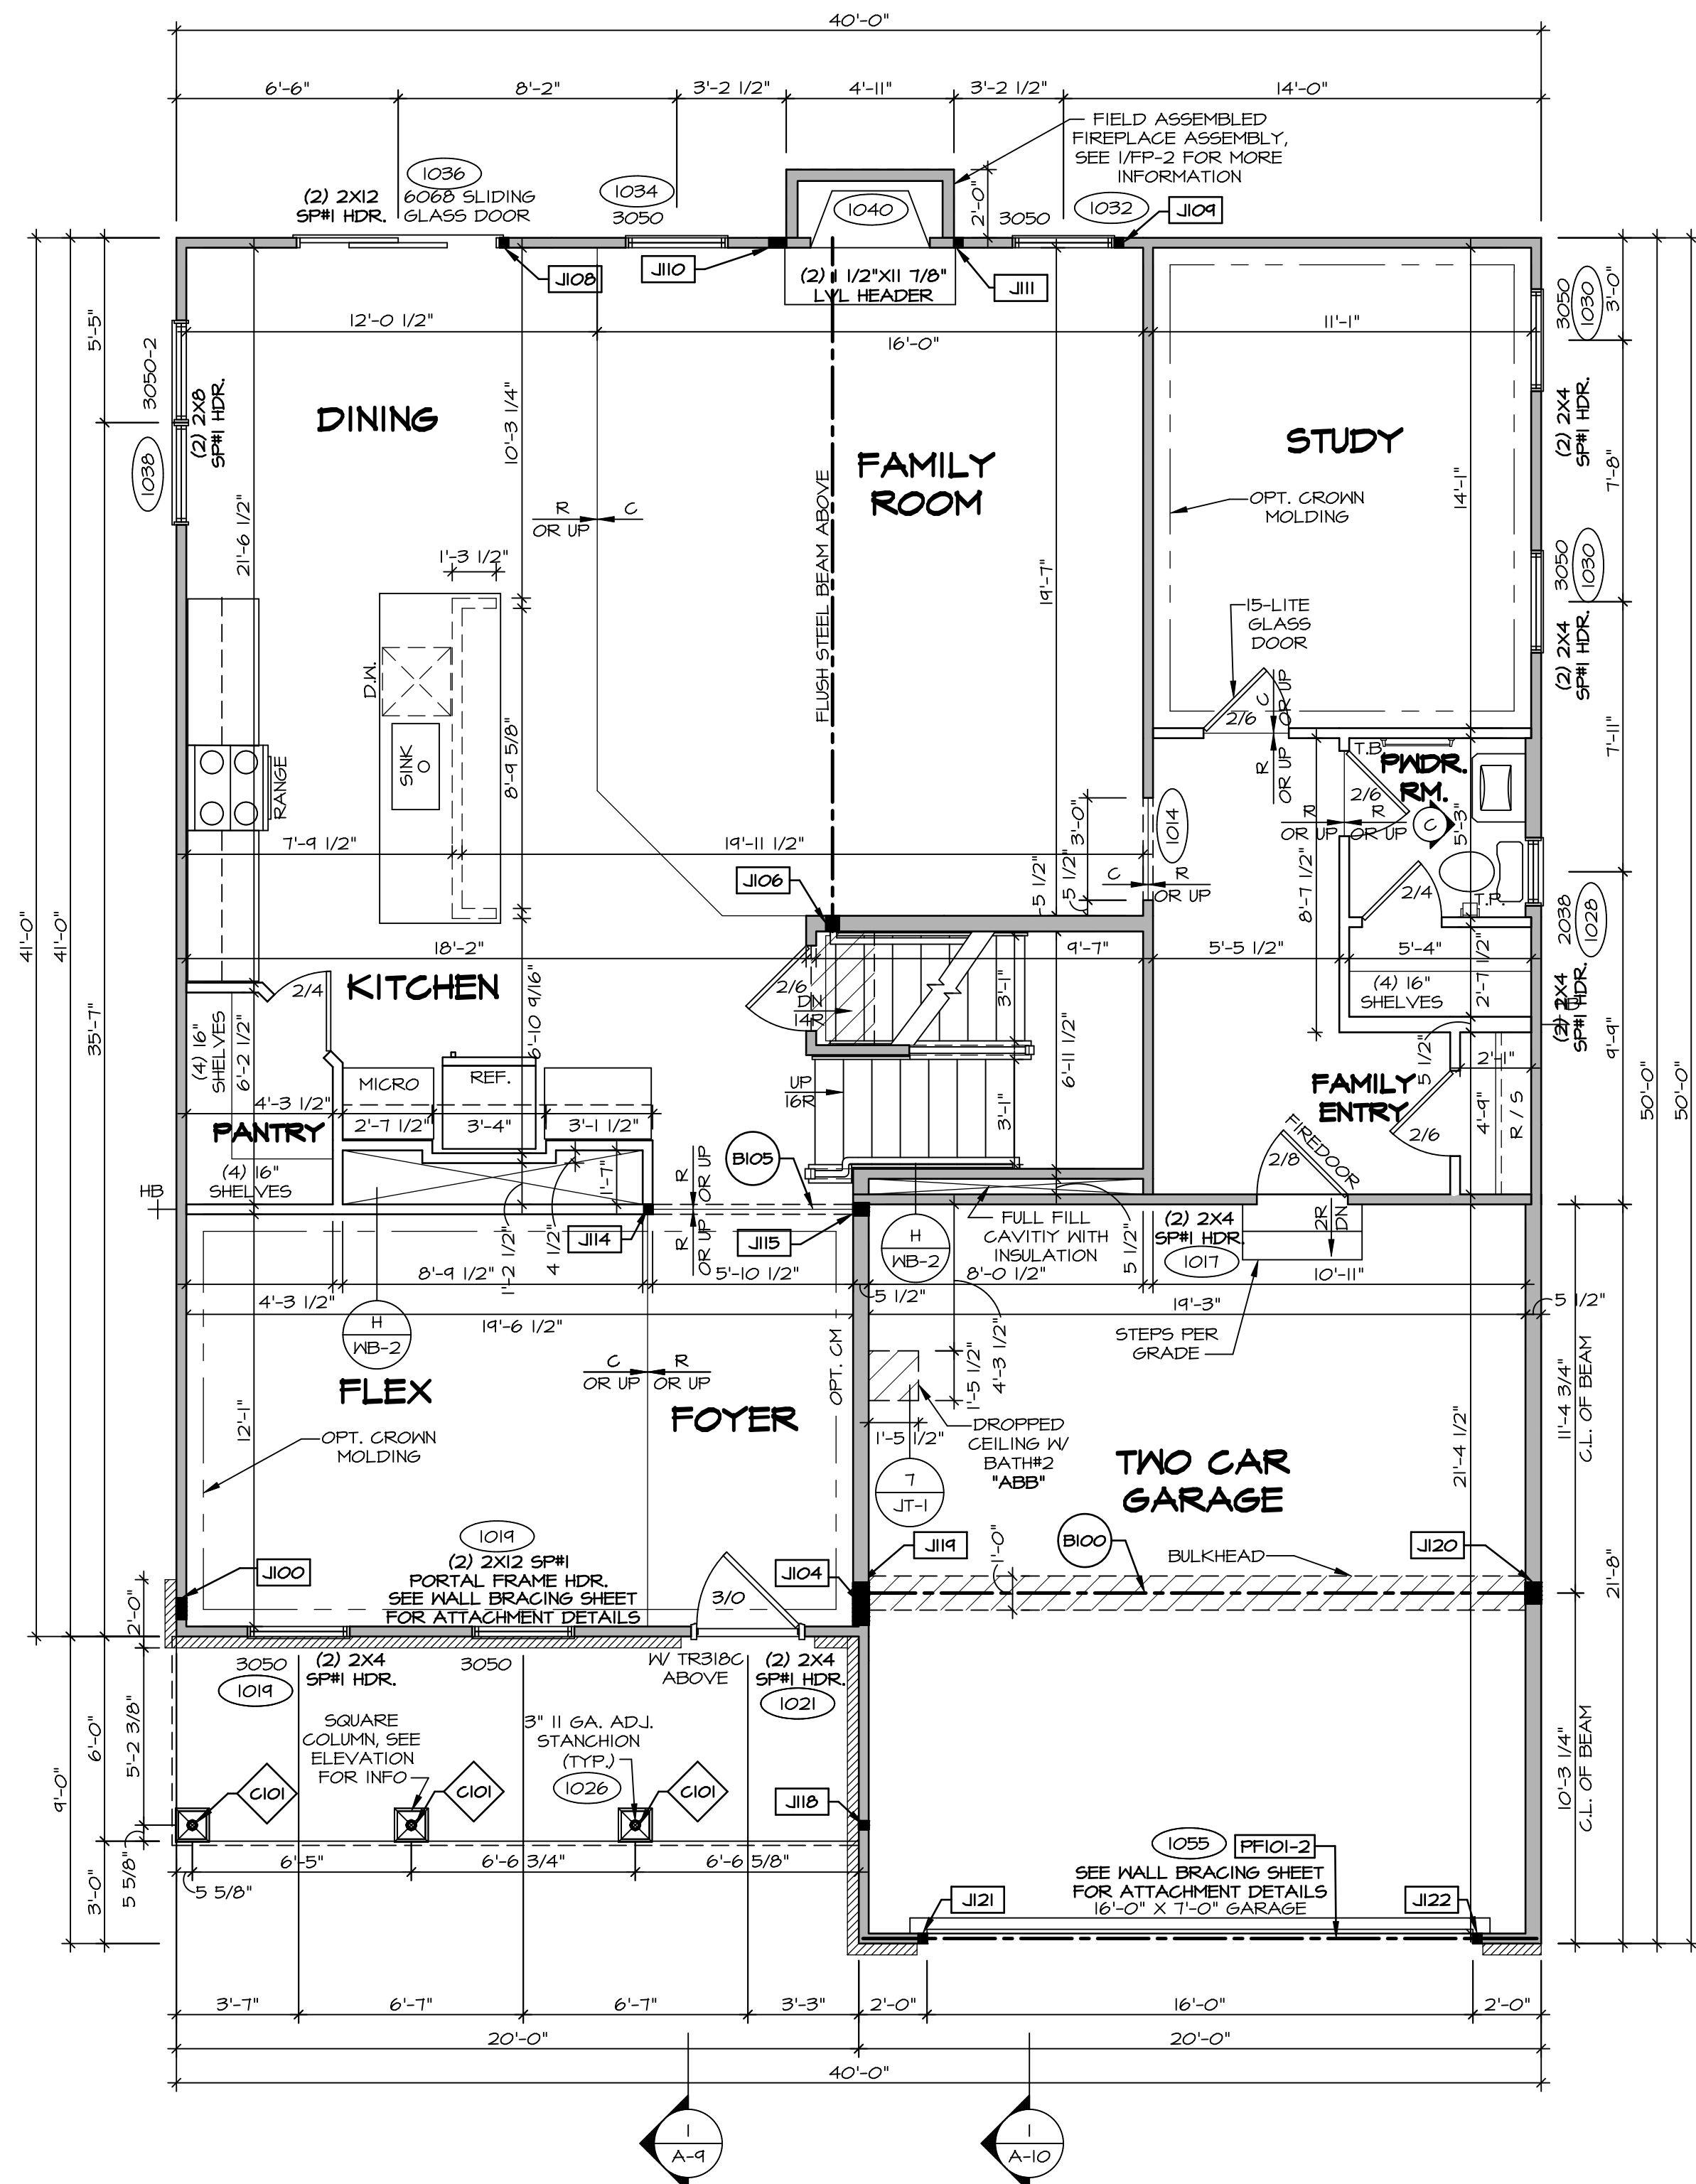 40'-0"
6'-6"
8'-2"
3'-2 1/2"
4'-11"
3'-2 1/2"
14'-0"
FIELD ASSEMBLED
FIREPLACE ASSEMBLY,
SEE 1/FP-2 FOR MORE
INFORMATION
1036
(2) 2X12
SP#1 HDR.
6068 SLIDING
GLASS DOOR
1034
3050
1040
2'-0"
3050
1032
J109
J108
J110
(2) 1 1/2"X11 7/8"
LVL HEADER
J111
12'-0 1/2"
16'-0"
11'-1"
5'-5"
3050-2
(2) 2X8
SP#1 HDR.
1038
3050
1030
3'-0"
(2) 2X4
SP#1 HDR.
7'-8"
DINING
10'-3 1/4"
FAMILY
ROOM
STUDY
14'-1"
OPT. CROWN
MOLDING
21'-6 1/2"
R
C
OR UP
FLUSH STEEL BEAM ABOVE
19'-7"
3050
1030
(2) 2X4
SP#1 HDR.
1'-3 1/2"
15-LITE
GLASS
DOOR
D.W.
SINK
8'-9 5/8"
RANGE
2/6
C
OR UP
R
OR UP
7'-11"
T.B.
PWDR.
RM.
2/6
R
R
OR UP
OR UP
C
5'-3"
7'-9 1/2"
19'-11 1/2"
3'-0"
1014
5 1/2"
5 1/2"
C
R
OR UP
8'-7 1/2"
2/4
T.P.
2038
1028
J106
41'-0"
41'-0"
35'-7"
18'-2"
9'-7"
5'-5 1/2"
5'-4"
2'-7 1/2"
(4) 16"
SHELVES
(2) 2X4
SP#1 HDR.
9'-9"
KITCHEN
2/4
2/6
DN
14R
3'-1"
6'-10 9/16"
(4) 16"
SHELVES
6'-2 1/2"
6'-11 1/2"
5 1/2"
2'-1"
MICRO
REF.
UP
16R
3'-1"
FAMILY
ENTRY
4'-9"
R / S
2/6
50'-0"
50'-0"
4'-3 1/2"
2'-7 1/2"
3'-4"
3'-1 1/2"
PANTRY
(4) 16"
SHELVES
1'-7"
R
OR UP
B105
FIREDOOR
2/8
HB
J114
R
OR UP
J115
H
WB-2
FULL FILL
CAVITIY WITH
INSULATION
5 1/2"
(2) 2X4
SP#1 HDR.
1017
2R
DN
1'-2 1/2"
4 1/2"
8'-9 1/2"
5'-10 1/2"
8'-0 1/2"
10'-11"
4'-3 1/2"
19'-6 1/2"
5 1/2"
19'-3"
5 1/2"
H
WB-2
STEPS PER
GRADE
C
R
OR UP
OR UP
OPT. CM
1'-5 1/2"
4'-3 1/2"
11'-4 3/4"
C.L. OF BEAM
FLEX
FOYER
12'-1"
OPT. CROWN
MOLDING
1'-5 1/2"
DROPPED
CEILING W/
BATH#2
"ABB"
7
JT-1
21'-4 1/2"
TWO CAR
GARAGE
1019
(2) 2X12 SP#1
PORTAL FRAME HDR.
SEE WALL BRACING SHEET
FOR ATTACHMENT DETAILS
J100
J104
3/0
J119
1'-0"
B100
BULKHEAD
J120
21'-8"
2'-0"
3050
(2) 2X4
SP#1 HDR.
1019
3050
W/ TR318C
ABOVE
(2) 2X4
SP#1 HDR.
1021
SQUARE
COLUMN, SEE
ELEVATION
FOR INFO
3" 11 GA. ADJ.
STANCHION
(TYP.)
1026
9'-0"
6'-0"
5'-2 3/8"
C101
C101
C101
J118
10'-3 1/4"
C.L. OF BEAM
3'-0"
5 5/8"
5 5/8"
6'-5"
6'-6 3/4"
6'-6 5/8"
1055
PF101-2
SEE WALL BRACING SHEET
FOR ATTACHMENT DETAILS
16'-0" X 7'-0" GARAGE
J121
J122
3'-7"
6'-7"
6'-7"
3'-3"
2'-0"
16'-0"
2'-0"
20'-0"
20'-0"
40'-0"
1
A-9
1
A-10